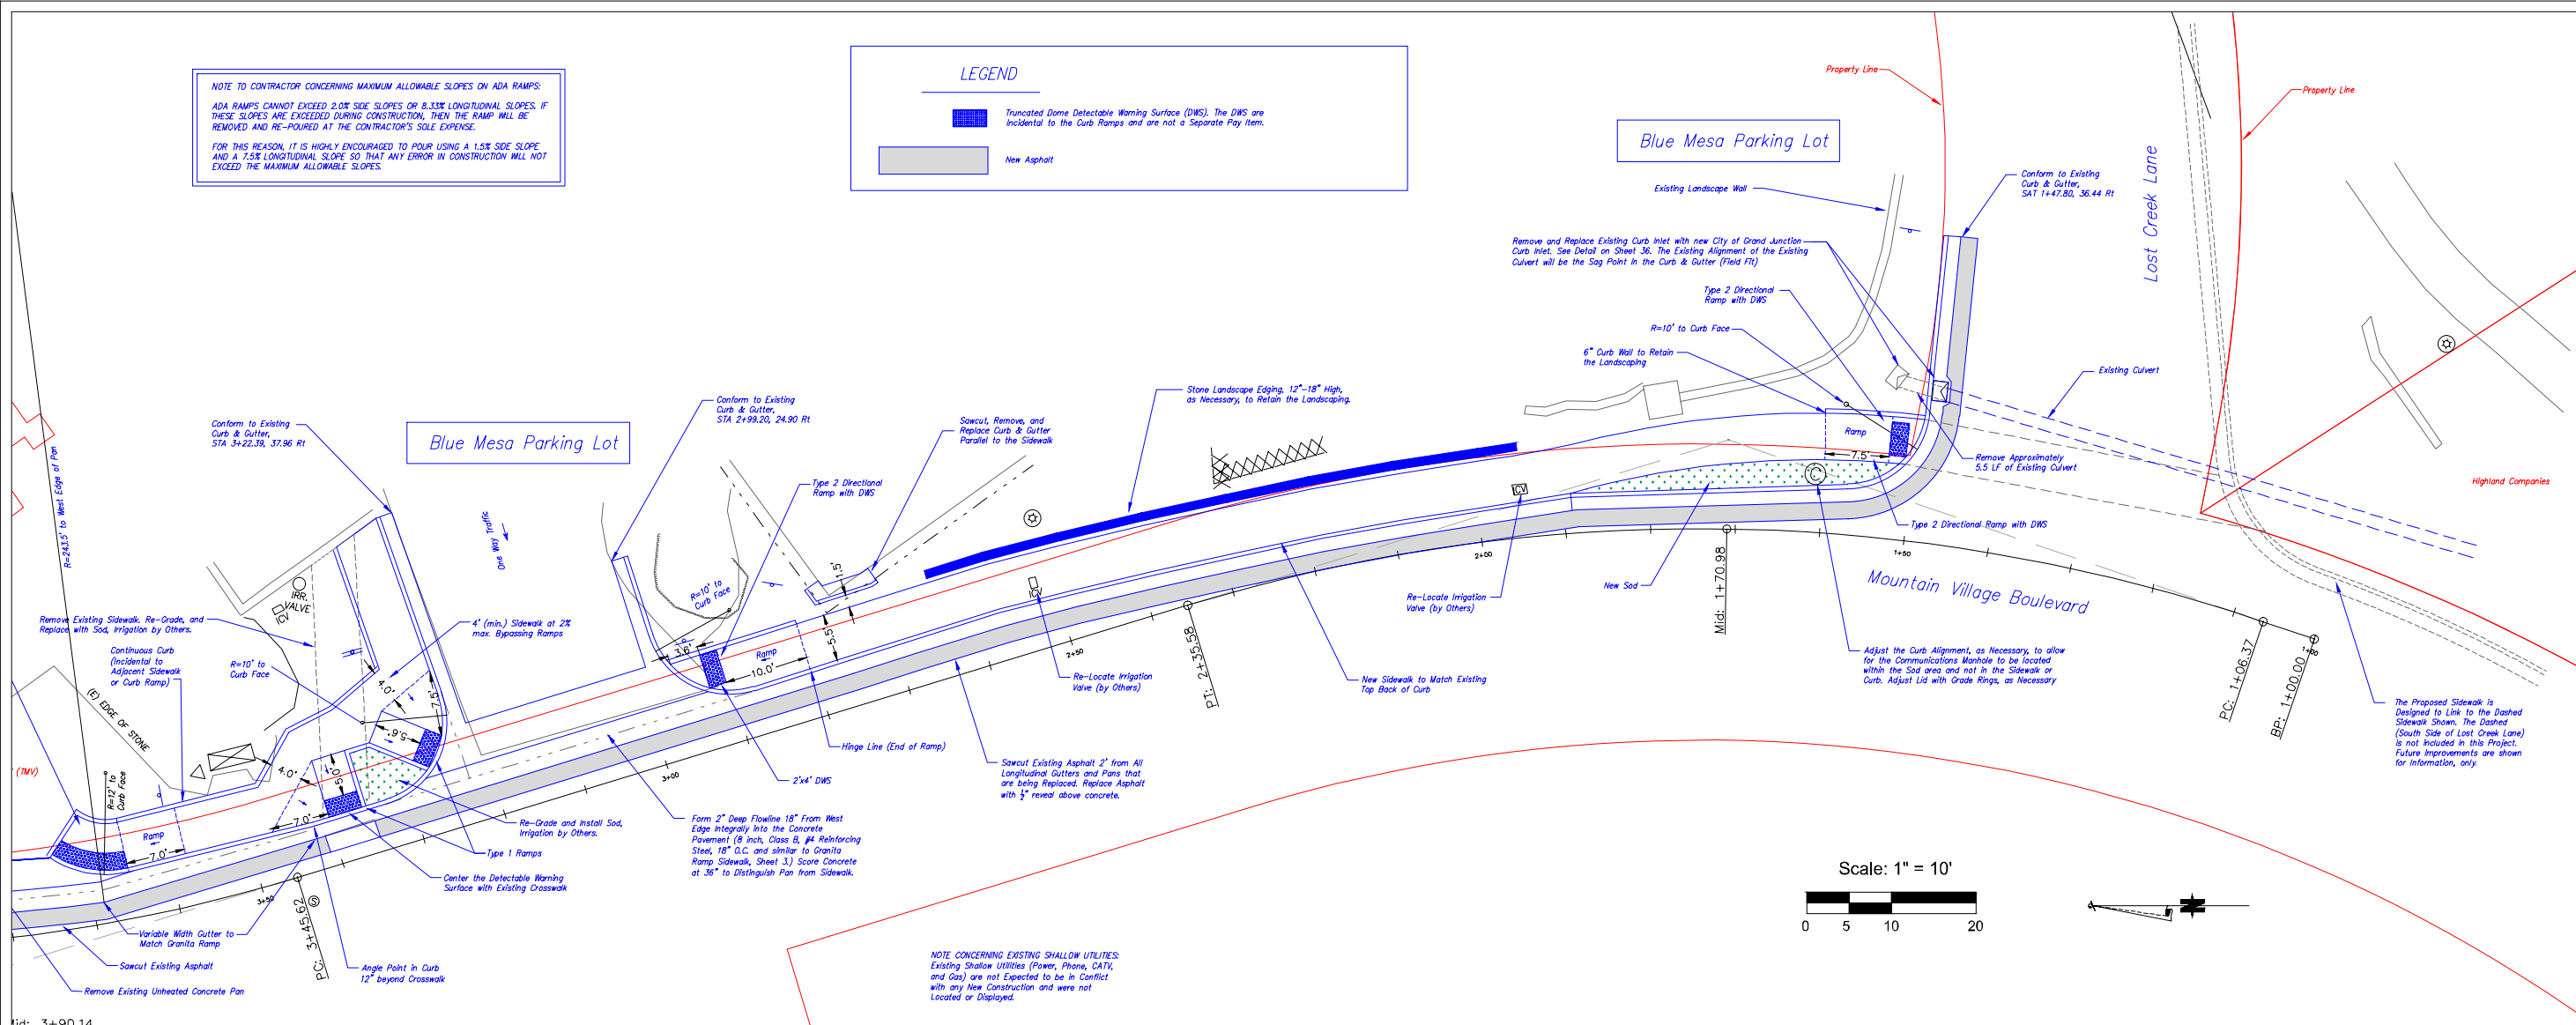 NOTE TO CONTRACTOR CONCERNING MAXIMUM ALLOWABLE SLOPES ON ADA RAMPS:
ADA RAMPS CANNOT EXCEED 2.0% SIDE SLOPES OR 8.33% LONGITUDINAL SLOPES. IF
THESE SLOPES ARE EXCEEDED DURING CONSTRUCTION, THEN THE RAMP WILL BE
REMOVED AND RE-POURED AT THE CONTRACTOR'S SOLE EXPENSE.
FOR THIS REASON, IT IS HIGHLY ENCOURAGED TO POUR USING A 1.5% SIDE SLOPE
AND A 7.5% LONGITUDINAL SLOPE SO THAT ANY ERROR IN CONSTRUCTION WILL NOT
EXCEED THE MAXIMUM ALLOWABLE SLOPES.
LEGEND
Truncated Dome Detectable Warning Surface (DWS). The DWS are
Incidental to the Curb Ramps and are not a Separate Pay Item.
New Asphalt
Property Line
Property Line
Blue Mesa Parking Lot
Lost Creek Lane
Existing Landscape Wall
Conform to Existing
Curb & Gutter,
SAT 1+47.80, 36.44 Rt
Remove and Replace Existing Curb Inlet with new City of Grand Junction
Curb Inlet. See Detail on Sheet 36. The Existing Alignment of the Existing
Culvert will be the Sag Point in the Curb & Gutter (Field Fit)
Type 2 Directional
Ramp with DWS
R=10' to Curb Face
6" Curb Wall to Retain
the Landscaping
Existing Culvert
Ramp
7.5'
Remove Approximately
5.5 LF of Existing Culvert
Highland Companies
Type 2 Directional Ramp with DWS
C
Stone Landscape Edging, 12"-18" High,
as Necessary, to Retain the Landscaping.
Conform to Existing
Curb & Gutter,
STA 2+99.20, 24.90 Rt
Sawcut, Remove, and
Replace Curb & Gutter
Parallel to the Sidewalk
Type 2 Directional
Ramp with DWS
Conform to Existing
Curb & Gutter,
STA 3+22.39, 37.96 Rt
Blue Mesa Parking Lot
One Way Traffic
R=243.5' to West Edge of Pan
IRR.
VALVE
ICV
Remove Existing Sidewalk. Re-Grade, and
Replace with Sod, Irrigation by Others.
4' (min.) Sidewalk at 2%
max. Bypassing Ramps
Continuous Curb
(Incidental to
Adjacent Sidewalk
or Curb Ramp)
R=10' to
Curb Face
(E) EDGE OF STONE
R=12' to
Curb Face
(TMV)
4.0'
7.5'
5.6'
4.0'
5.0'
7.0'
Ramp
7.0'
R=10' to
Curb Face
3.6'
10.0'
Ramp
1.5'
5.5'
ICV
ICV
Re-Locate Irrigation
Valve (by Others)
Re-Locate Irrigation
Valve (by Others)
New Sod
New Sidewalk to Match Existing
Top Back of Curb
Hinge Line (End of Ramp)
2'x4' DWS
Sawcut Existing Asphalt 2' from All
Longitudinal Gutters and Pans that
are being Replaced. Replace Asphalt
with ½" reveal above concrete.
Form 2" Deep Flowline 18" From West
Edge Integrally into the Concrete
Pavement (8 inch, Class B, #4 Reinforcing
Steel, 18" O.C. and similar to Granita
Ramp Sidewalk, Sheet 3.) Score Concrete
at 36" to Distinguish Pan from Sidewalk.
Re-Grade and Install Sod,
Irrigation by Others.
Type 1 Ramps
Center the Detectable Warning
Surface with Existing Crosswalk
Variable Width Gutter to
Match Granita Ramp
Sawcut Existing Asphalt
Remove Existing Unheated Concrete Pan
Angle Point in Curb
12" beyond Crosswalk
PC: 3+45.62
S
3+50
3+00
2+50
2+00
1+50
1+00
PT: 2+35.58
Mid: 1+70.98
PC: 1+06.37
BP: 1+00.00
Mountain Village Boulevard
Adjust the Curb Alignment, as Necessary, to allow
for the Communications Manhole to be located
within the Sod area and not in the Sidewalk or
Curb. Adjust Lid with Grade Rings, as Necessary
The Proposed Sidewalk is
Designed to Link to the Dashed
Sidewalk Shown. The Dashed
(South Side of Lost Creek Lane)
is not included in this Project.
Future Improvements are shown
for Information, only.
NOTE CONCERNING EXISTING SHALLOW UTILITIES:
Existing Shallow Utilities (Power, Phone, CATV,
and Gas) are not Expected to be in Conflict
with any New Construction and were not
Located or Displayed.
Scale: 1" = 10'
0 5 10 20
N
3+90.14